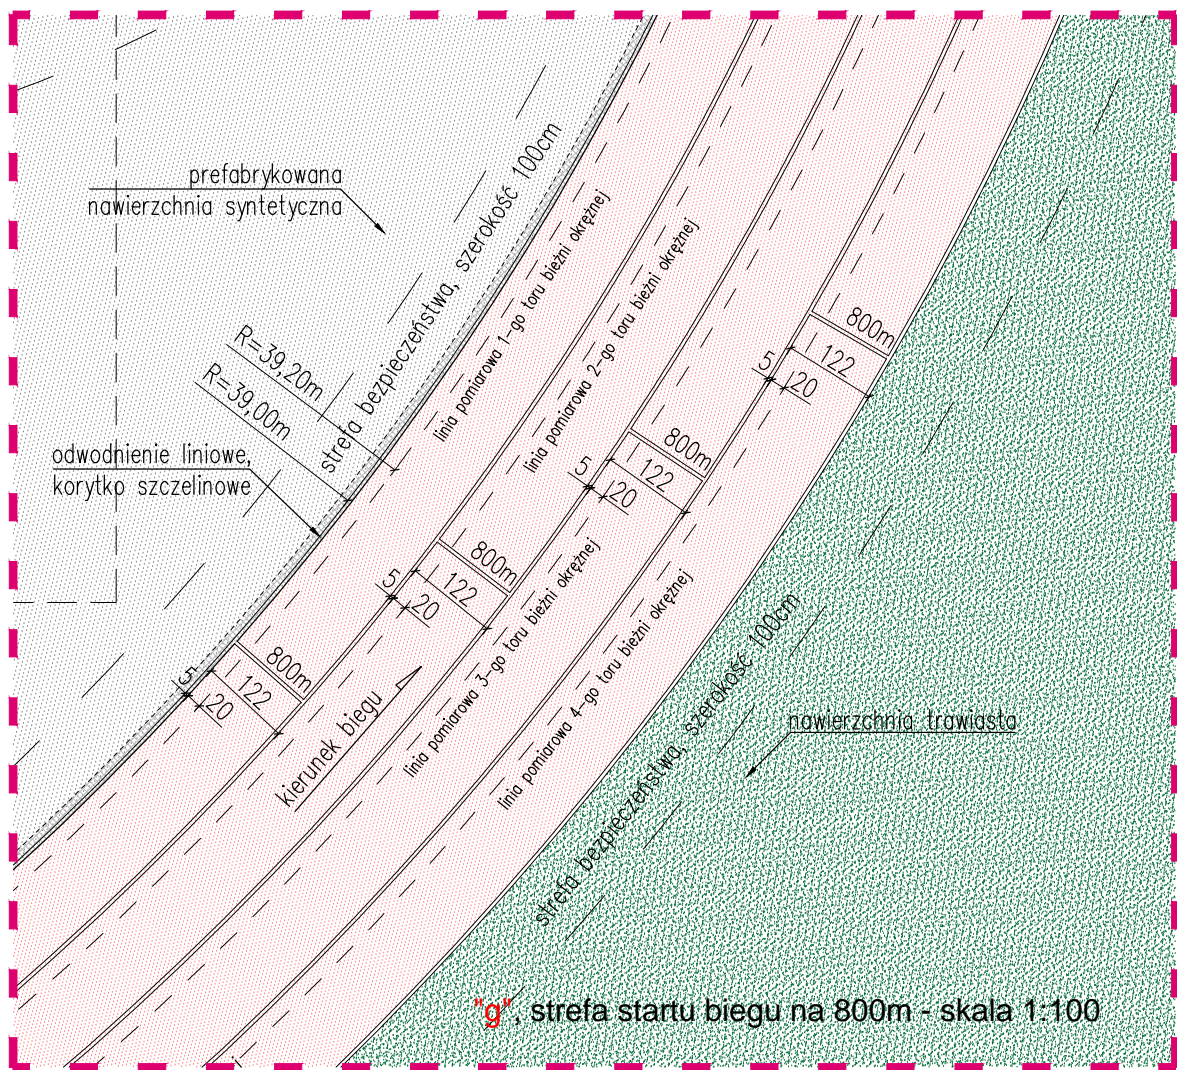 prefabrykowana
nawierzchnia syntetyczna
strefa bezpieczeństwa, szerokość 100cm
R=39,20m
R=39,00m
odwodnienie liniowe,
korytko szczelinowe
linia pomiarowa 1-go toru bieżni okrężnej
linia pomiarowa 2-go toru bieżni okrężnej
800m
5
122
20
800m
5
122
20
800m
5
122
20
800m
5
122
20
kierunek biegu
linia pomiarowa 3-go toru bieżni okrężnej
linia pomiarowa 4-go toru bieżni okrężnej
strefa bezpieczeństwa, szerokość 100cm
nawierzchnia trawiasta
"g", strefa startu biegu na 800m - skala 1:100